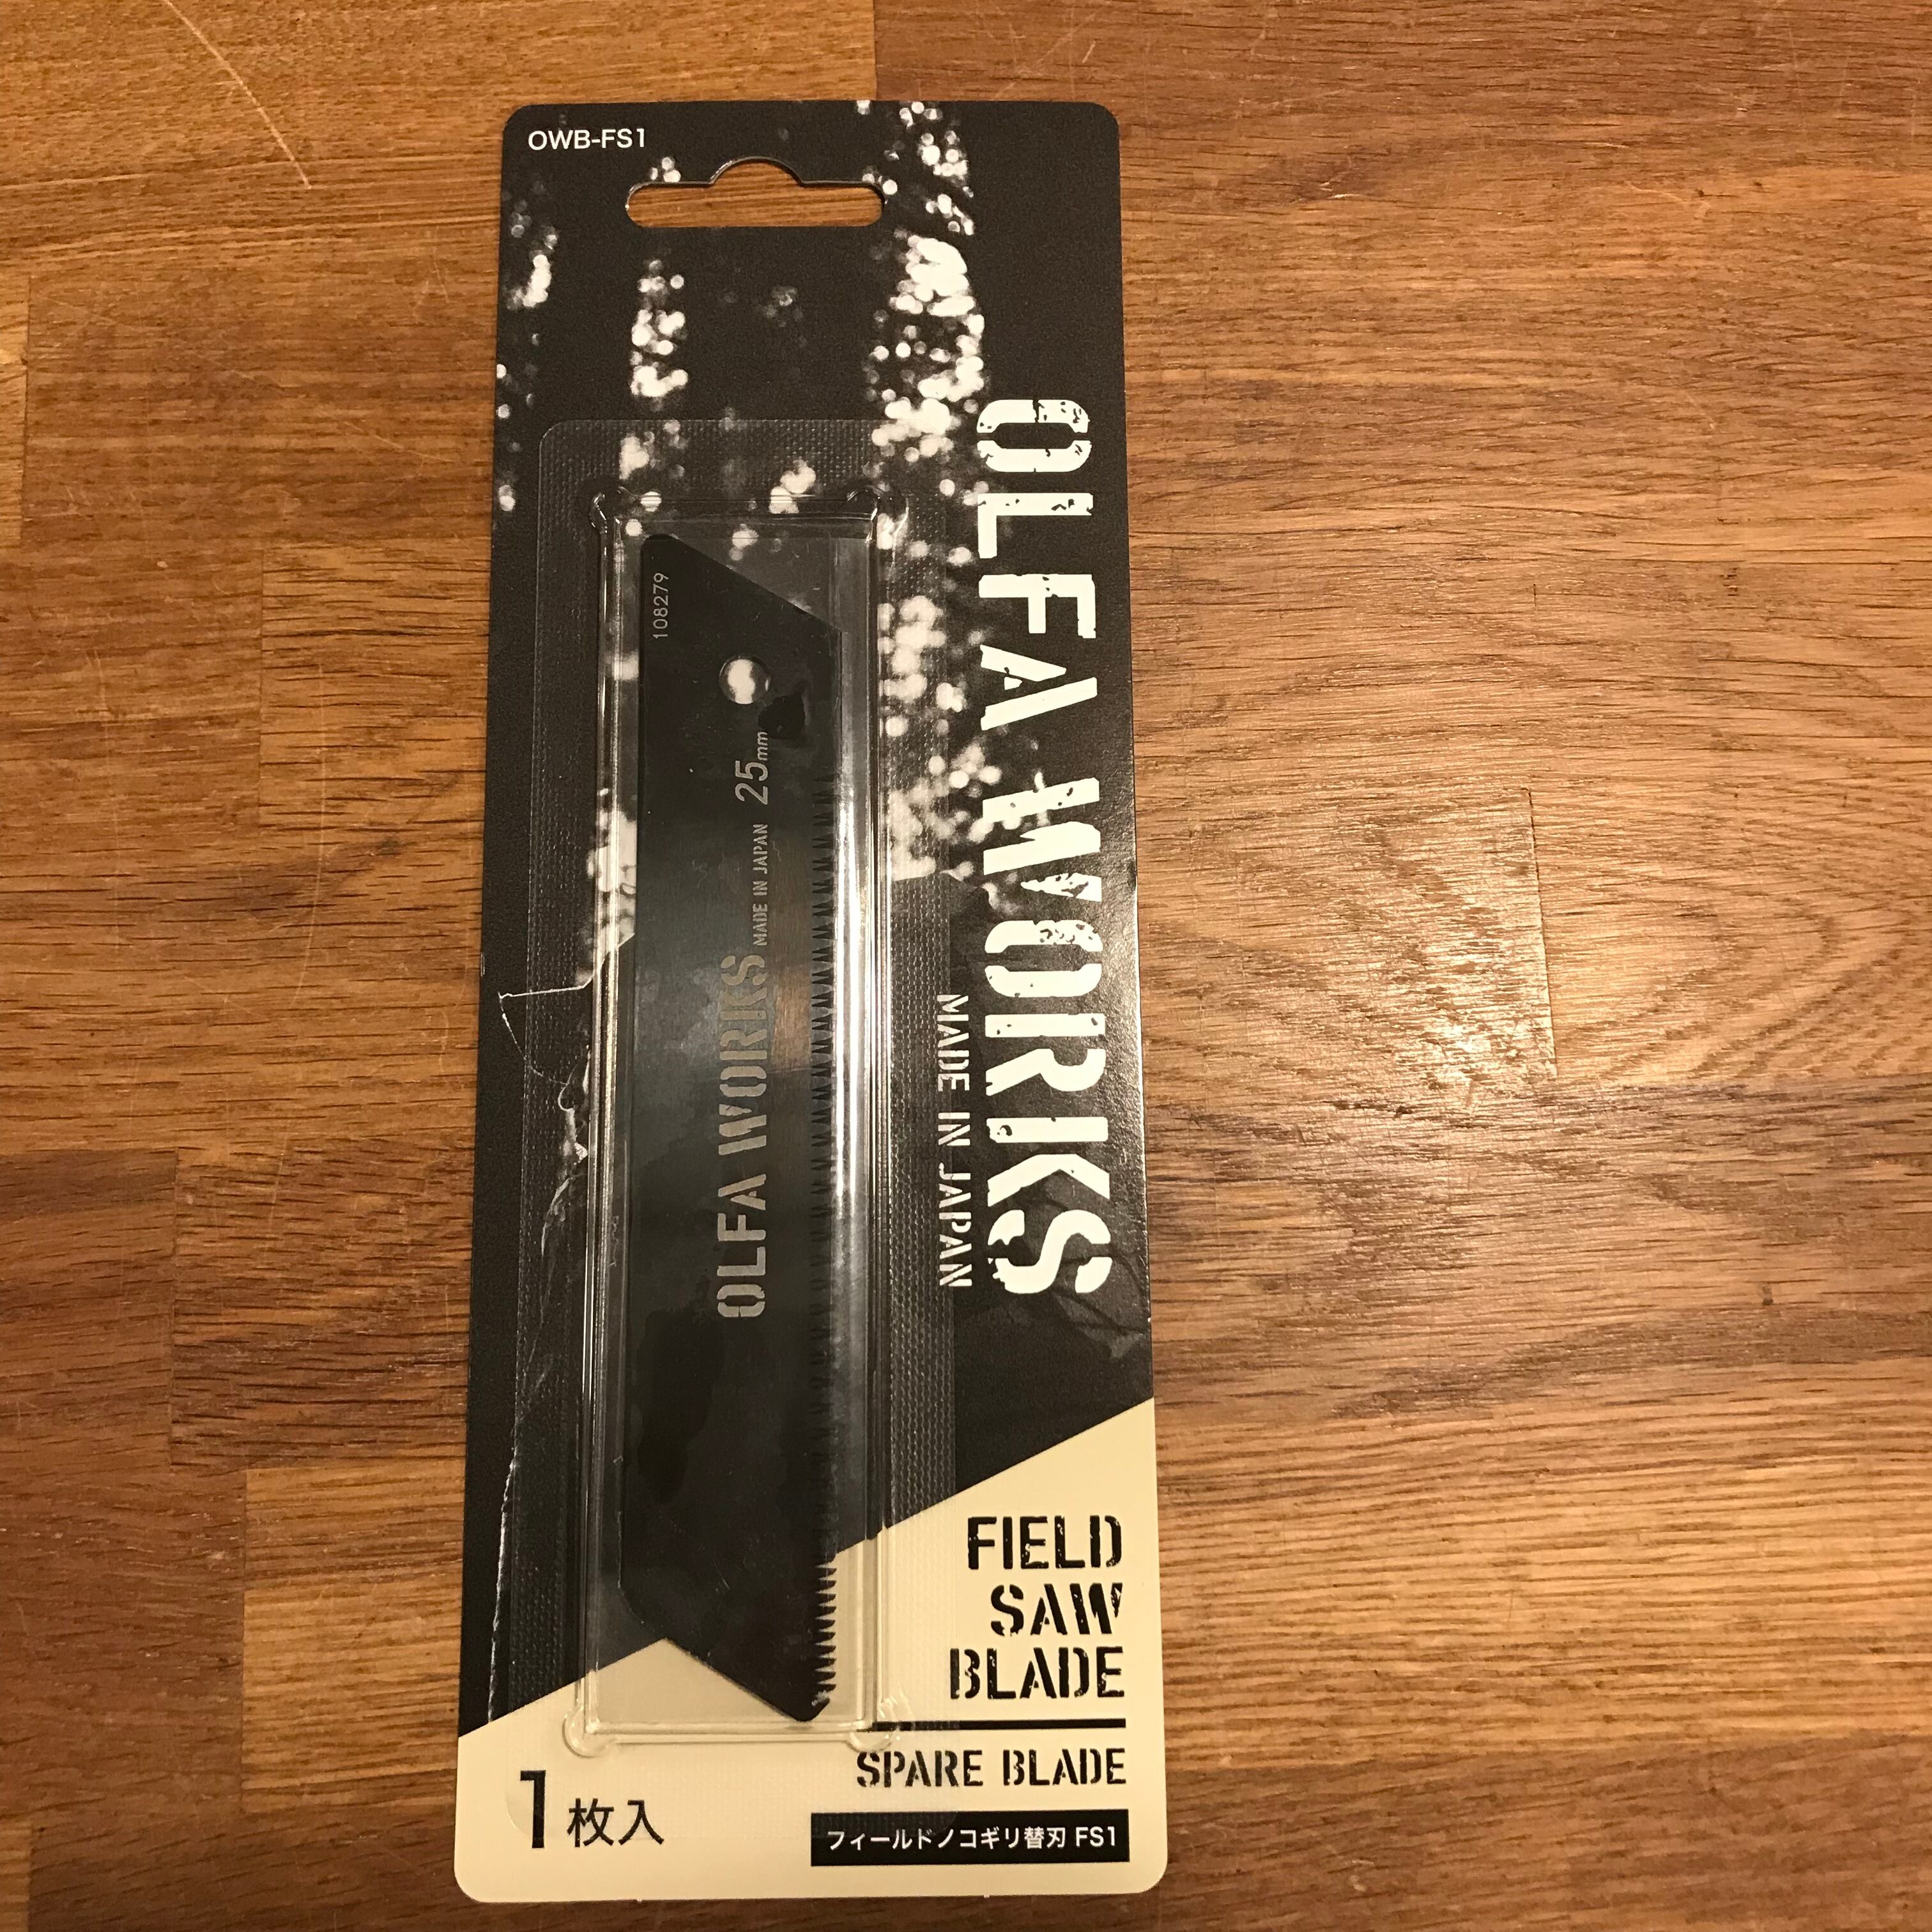 OWB-FS1
OLFA WORKS
MADE IN JAPAN
108279
OLFA WORKS MADE IN JAPAN 25mm
FIELD
SAW
BLADE
SPARE BLADE
1枚入
フィールドノコギリ替刃 FS1